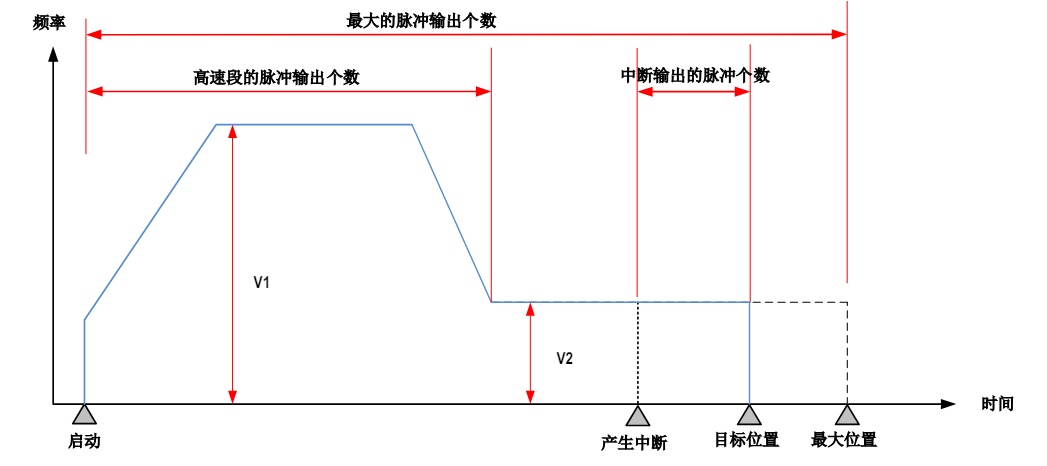 频率
最大的脉冲输出个数
高速段的脉冲输出个数
中断输出的脉冲个数
V1
V2
时间
启动
产生中断
目标位置
最大位置